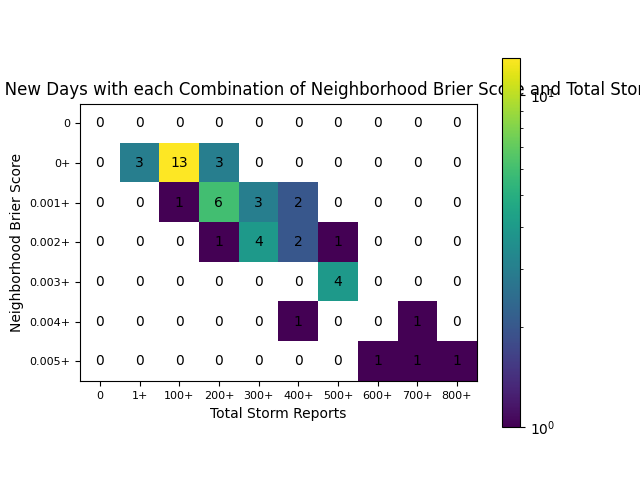 New Days with each Combination of Neighborhood Brier Score and Total
Neighborhood Brier Score
0 0 0 0 0 0 0 0 0 0 0
0+ 0 3 13 3 0 0 0 0 0 0
0.001+ 0 0 1 6 3 2 0 0 0 0
0.002+ 0 0 0 1 4 2 1 0 0 0
0.003+ 0 0 0 0 0 0 4 0 0 0
0.004+ 0 0 0 0 0 1 0 0 1 0
0.005+ 0 0 0 0 0 0 0 1 1 1
0 1+ 100+ 200+ 300+ 400+ 500+ 600+ 700+ 800+
Total Storm Reports
10¹
10⁰